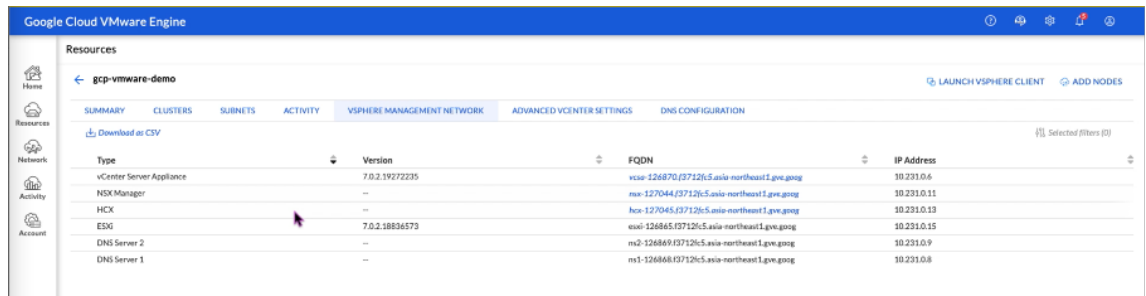 Google Cloud VMware Engine
Resources
Home
gcp-vmware-demo
LAUNCH VSPHERE CLIENT
ADD NODES
Resources
SUMMARY CLUSTERS SUBNETS ACTIVITY VSPHERE MANAGEMENT NETWORK ADVANCED VCENTER SETTINGS DNS CONFIGURATION
Download as CSV
Selected filters (0)
Network
Type Version FQDN IP Address
vCenter Server Appliance 7.0.2.19272235 vcsa-126870.f3712fc5.asia-northeast1.gve.goog 10.231.0.6
Activity
NSX Manager -- nsx-127044.f3712fc5.asia-northeast1.gve.goog 10.231.0.11
HCX -- hcx-127045.f3712fc5.asia-northeast1.gve.goog 10.231.0.13
Account
ESXi 7.0.2.18836573 esxi-126865.f3712fc5.asia-northeast1.gve.goog 10.231.0.15
DNS Server 2 -- ns2-126869.f3712fc5.asia-northeast1.gve.goog 10.231.0.9
DNS Server 1 -- ns1-126868.f3712fc5.asia-northeast1.gve.goog 10.231.0.8